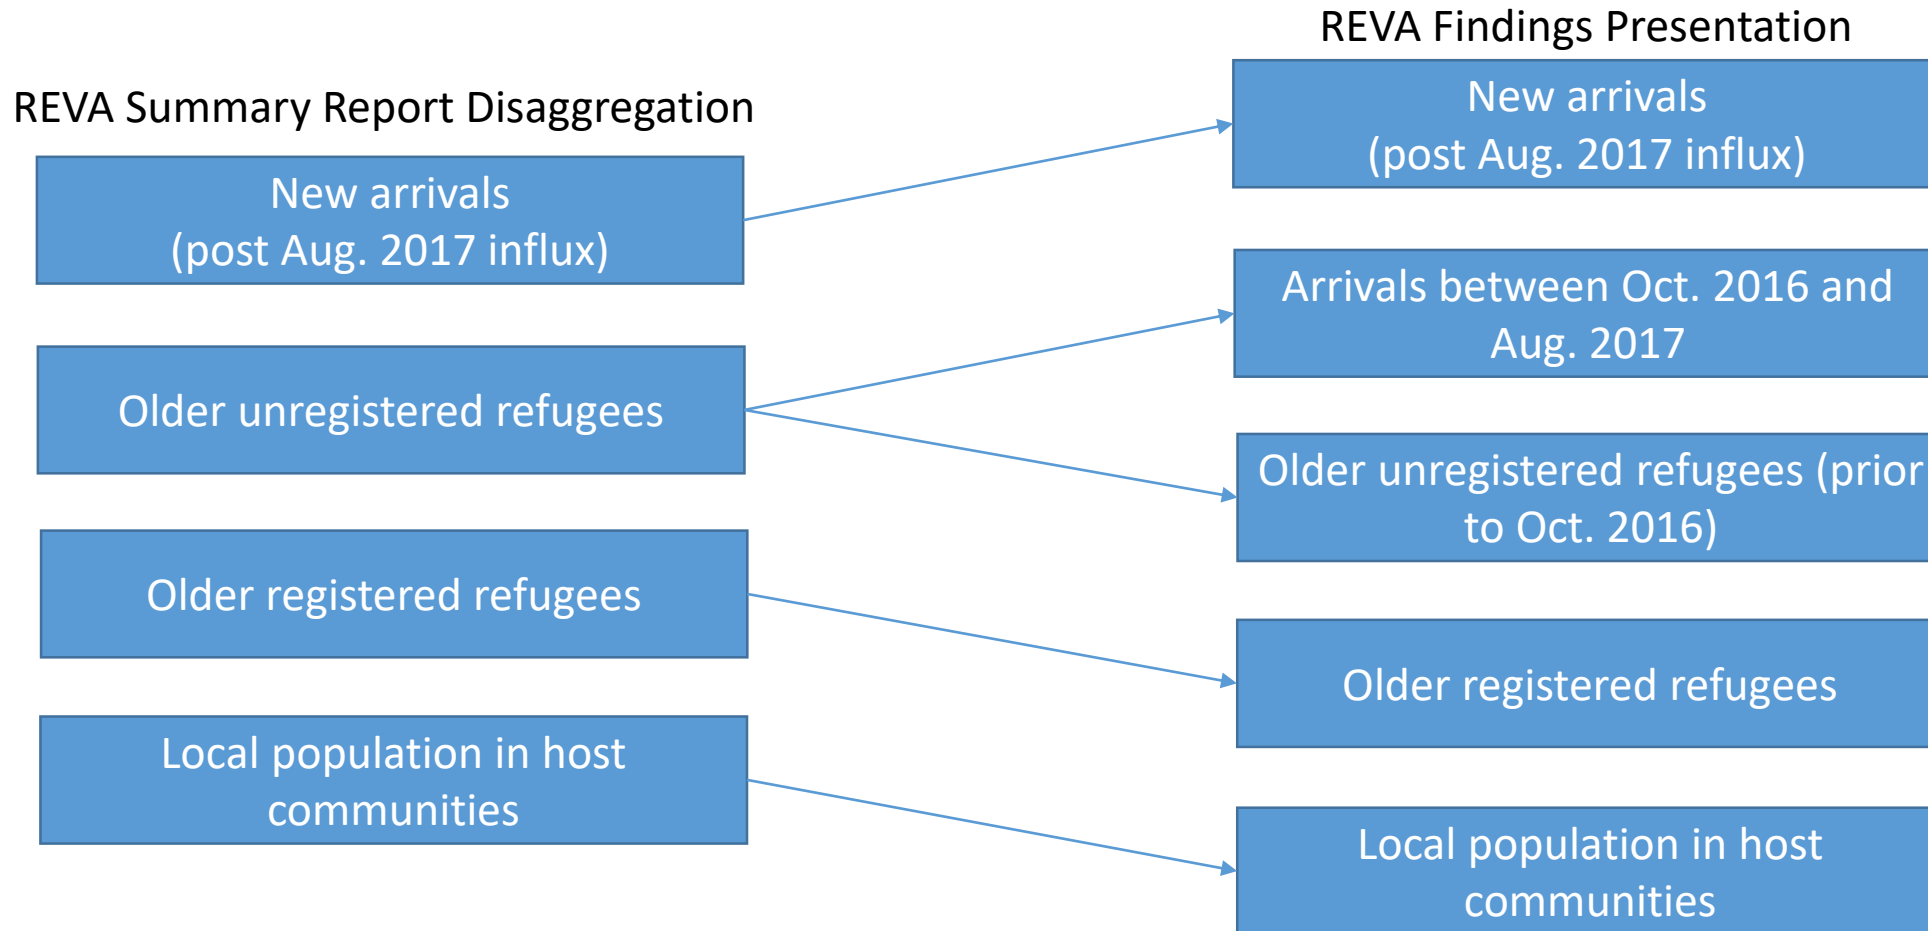 REVA Summary Report Disaggregation
New arrivals
(post Aug. 2017 influx)
Older unregistered refugees
Older registered refugees
Local population in host
communities
REVA Findings Presentation
New arrivals
(post Aug. 2017 influx)
Arrivals between Oct. 2016 and
Aug. 2017
Older unregistered refugees (prior
to Oct. 2016)
Older registered refugees
Local population in host
communities